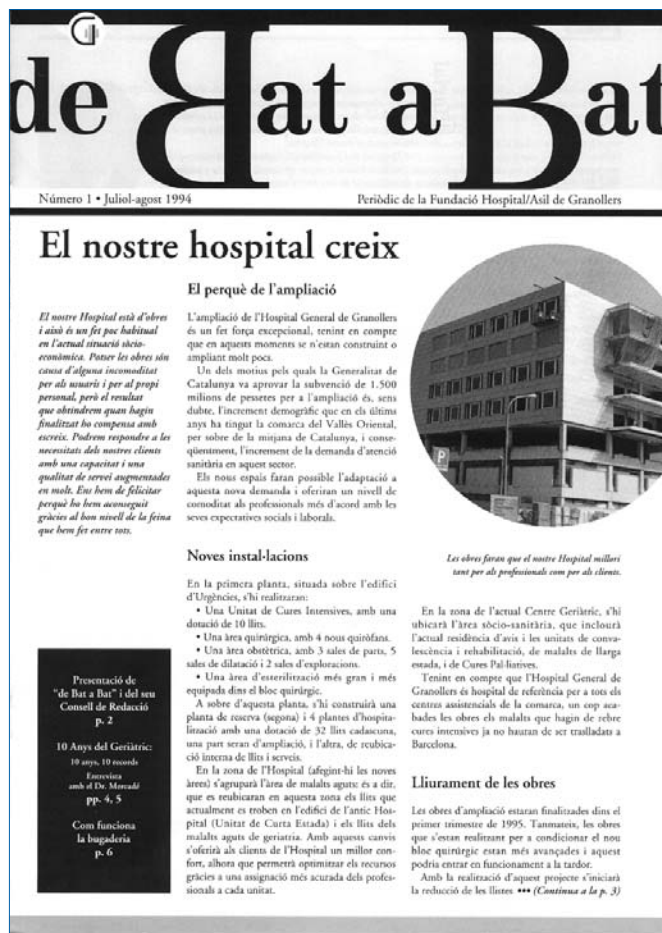 de Bat a Bat
Número 1 • Juliol-agost 1994
Periòdic de la Fundació Hospital/Asil de Granollers
El nostre hospital creix
El nostre Hospital està d'obres
i això és un fet poc habitual
en l'actual situació sòcio-
econòmica. Potser les obres són
causa d'alguna incomoditat
per als usuaris i per al propi
personal, però el resultat
que obtindrem quan hagin
finalitzat ho compensa amb
escreix. Podrem respondre a les
necessitats dels nostres clients
amb una capacitat i una
qualitat de servei augmentades
en molt. Ens hem de felicitar
perquè ho hem aconseguit
gràcies al bon nivell de la feina
que hem fet entre tots.
Presentació de
"de Bat a Bat" i del seu
Consell de Redacció
p. 2
10 Anys del Geriàtric:
10 anys, 10 records
Entrevista
amb el Dr. Mercadé
pp. 4, 5
Com funciona
la bugaderia
p. 6
El perquè de l'ampliació
L'ampliació de l'Hospital General de Granollers
és un fet força excepcional, tenint en compte
que en aquests moments se n'estan construint o
ampliant molt pocs.
Un dels motius pels quals la Generalitat de
Catalunya va aprovar la subvenció de 1.500
milions de pessetes per a l'ampliació és, sens
dubte, l'increment demogràfic que en els últims
anys ha tingut la comarca del Vallès Oriental,
per sobre de la mitjana de Catalunya, i conse-
qüentment, l'increment de la demanda d'atenció
sanitària en aquest sector.
Els nous espais faran possible l'adaptació a
aquesta nova demanda i oferiran un nivell de
comoditat als professionals més d'acord amb les
seves expectatives socials i laborals.
Noves instal·lacions
En la primera planta, situada sobre l'edifici
d'Urgències, s'hi realitzaran:
• Una Unitat de Cures Intensives, amb una
dotació de 10 llits.
• Una àrea quirúrgica, amb 4 nous quiròfans.
• Una àrea obstètrica, amb 3 sales de parts, 5
sales de dilatació i 2 sales d'exploracions.
• Una àrea d'esterilització més gran i més
equipada dins el bloc quirúrgic.
A sobre d'aquesta planta, s'hi construirà una
planta de reserva (segona) i 4 plantes d'hospita-
lització amb una dotació de 32 llits cadascuna,
una part seran d'ampliació, i l'altra, de reubica-
ció interna de llits i serveis.
En la zona de l'Hospital (afegint-hi les noves
àrees) s'agruparà l'àrea de malalts aguts: és a dir,
que es reubicaran en aquesta zona els llits que
actualment es troben en l'edifici de l'antic Hos-
pital (Unitat de Curta Estada) i els llits dels
malalts aguts de geriatria. Amb aquests canvis
s'oferirà als clients de l'Hospital un millor con-
fort, alhora que permetrà optimitzar els recursos
gràcies a una assignació més acurada dels profes-
sionals a cada unitat.
P
Les obres faran que el nostre Hospital millori
tant per als professionals com per als clients.
En la zona de l'actual Centre Geriàtric, s'hi
ubicarà l'àrea sòcio-sanitària, que inclourà
l'actual residència d'avis i les unitats de conva-
lescència i rehabilitació, de malalts de llarga
estada, i de Cures Pal·liatives.
Tenint en compte que l'Hospital General de
Granollers és hospital de referència per a tots els
centres assistencials de la comarca, un cop aca-
bades les obres els malalts que hagin de rebre
cures intensives ja no hauran de ser traslladats a
Barcelona.
Lliurament de les obres
Les obres d'ampliació estaran finalitzades dins el
primer trimestre de 1995. Tanmateix, les obres
que s'estan realitzant per a condicionar el nou
bloc quirúrgic estan més avançades i aquest
podria entrar en funcionament a la tardor.
Amb la realització d'aquest projecte s'iniciarà
la reducció de les llistes ••• (Continua a la p. 3)